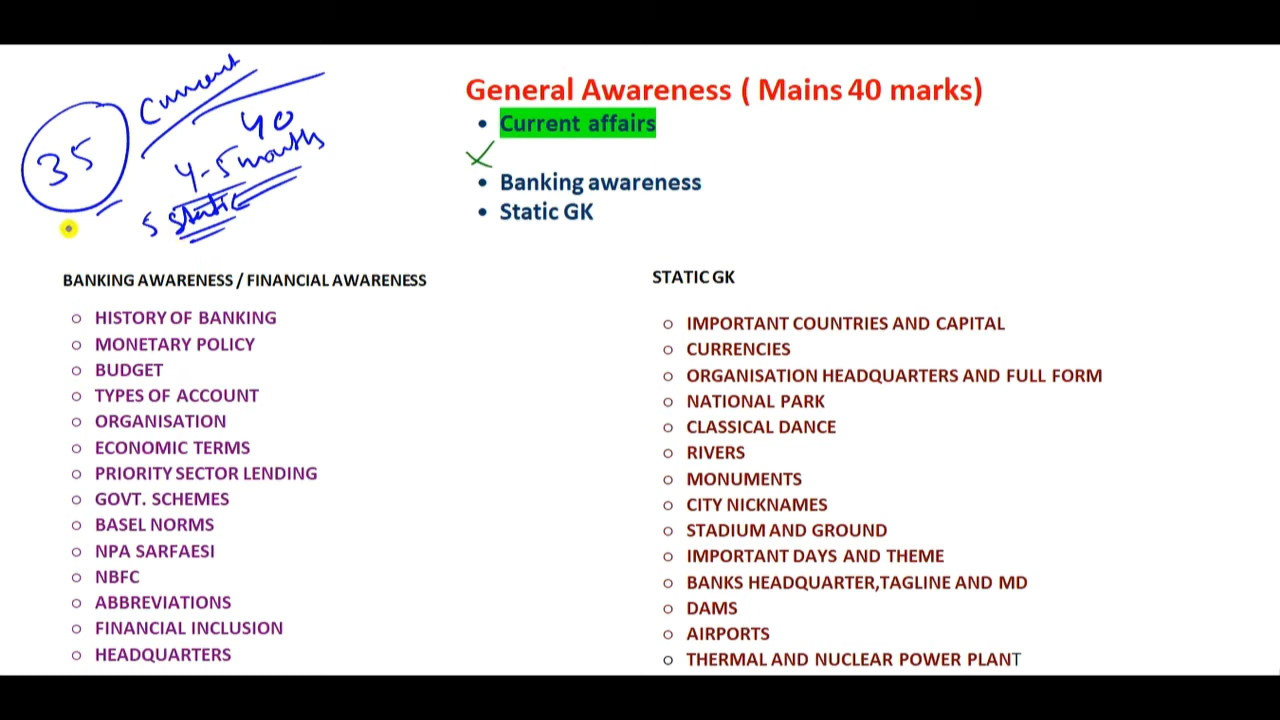 Current
40
4-5 months
35
5 static
General Awareness ( Mains 40 marks)
• Current affairs
• Banking awareness
• Static GK
BANKING AWARENESS / FINANCIAL AWARENESS
○ HISTORY OF BANKING
○ MONETARY POLICY
○ BUDGET
○ TYPES OF ACCOUNT
○ ORGANISATION
○ ECONOMIC TERMS
○ PRIORITY SECTOR LENDING
○ GOVT. SCHEMES
○ BASEL NORMS
○ NPA SARFAESI
○ NBFC
○ ABBREVIATIONS
○ FINANCIAL INCLUSION
○ HEADQUARTERS
STATIC GK
○ IMPORTANT COUNTRIES AND CAPITAL
○ CURRENCIES
○ ORGANISATION HEADQUARTERS AND FULL FORM
○ NATIONAL PARK
○ CLASSICAL DANCE
○ RIVERS
○ MONUMENTS
○ CITY NICKNAMES
○ STADIUM AND GROUND
○ IMPORTANT DAYS AND THEME
○ BANKS HEADQUARTER,TAGLINE AND MD
○ DAMS
○ AIRPORTS
○ THERMAL AND NUCLEAR POWER PLANT